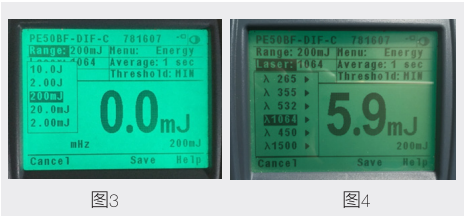 PE50BF-DIF-C 781607
Range: 200mJ Menu: Energy
1064 Average: 1 sec
Threshold: MIN
10.0J
2.00J
200mJ
20.0mJ
2.00mJ
0.0mJ
mHz 200mJ
Cancel Save Help
图3
PE50BF-DIF-C 781607
Range: 200mJ Menu: Energy
Laser: 1064 Average: 1 sec
Threshold: MIN
λ 265
λ 355
λ 532
λ1064
λ 450
λ1500
5.9mJ
200mJ
Cancel Save Help
图4